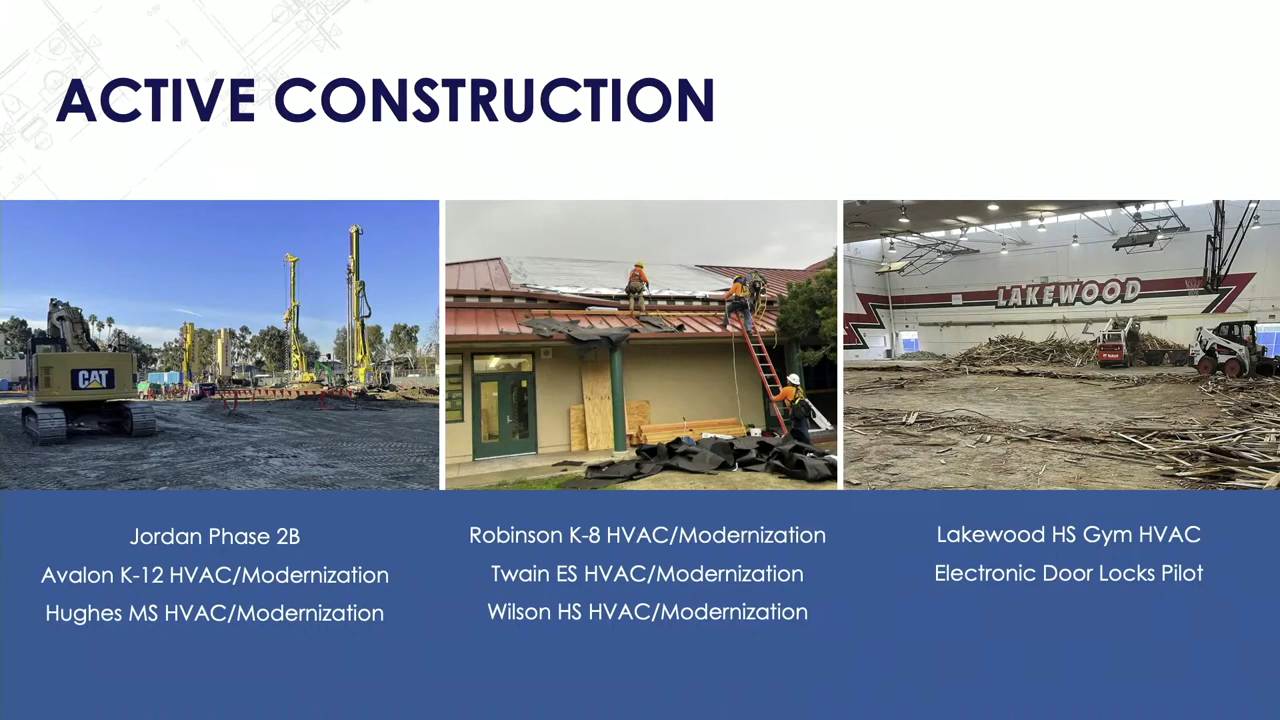 ACTIVE CONSTRUCTION
CAT
LAKEWOOD
Jordan Phase 2B
Avalon K-12 HVAC/Modernization
Hughes MS HVAC/Modernization
Robinson K-8 HVAC/Modernization
Twain ES HVAC/Modernization
Wilson HS HVAC/Modernization
Lakewood HS Gym HVAC
Electronic Door Locks Pilot